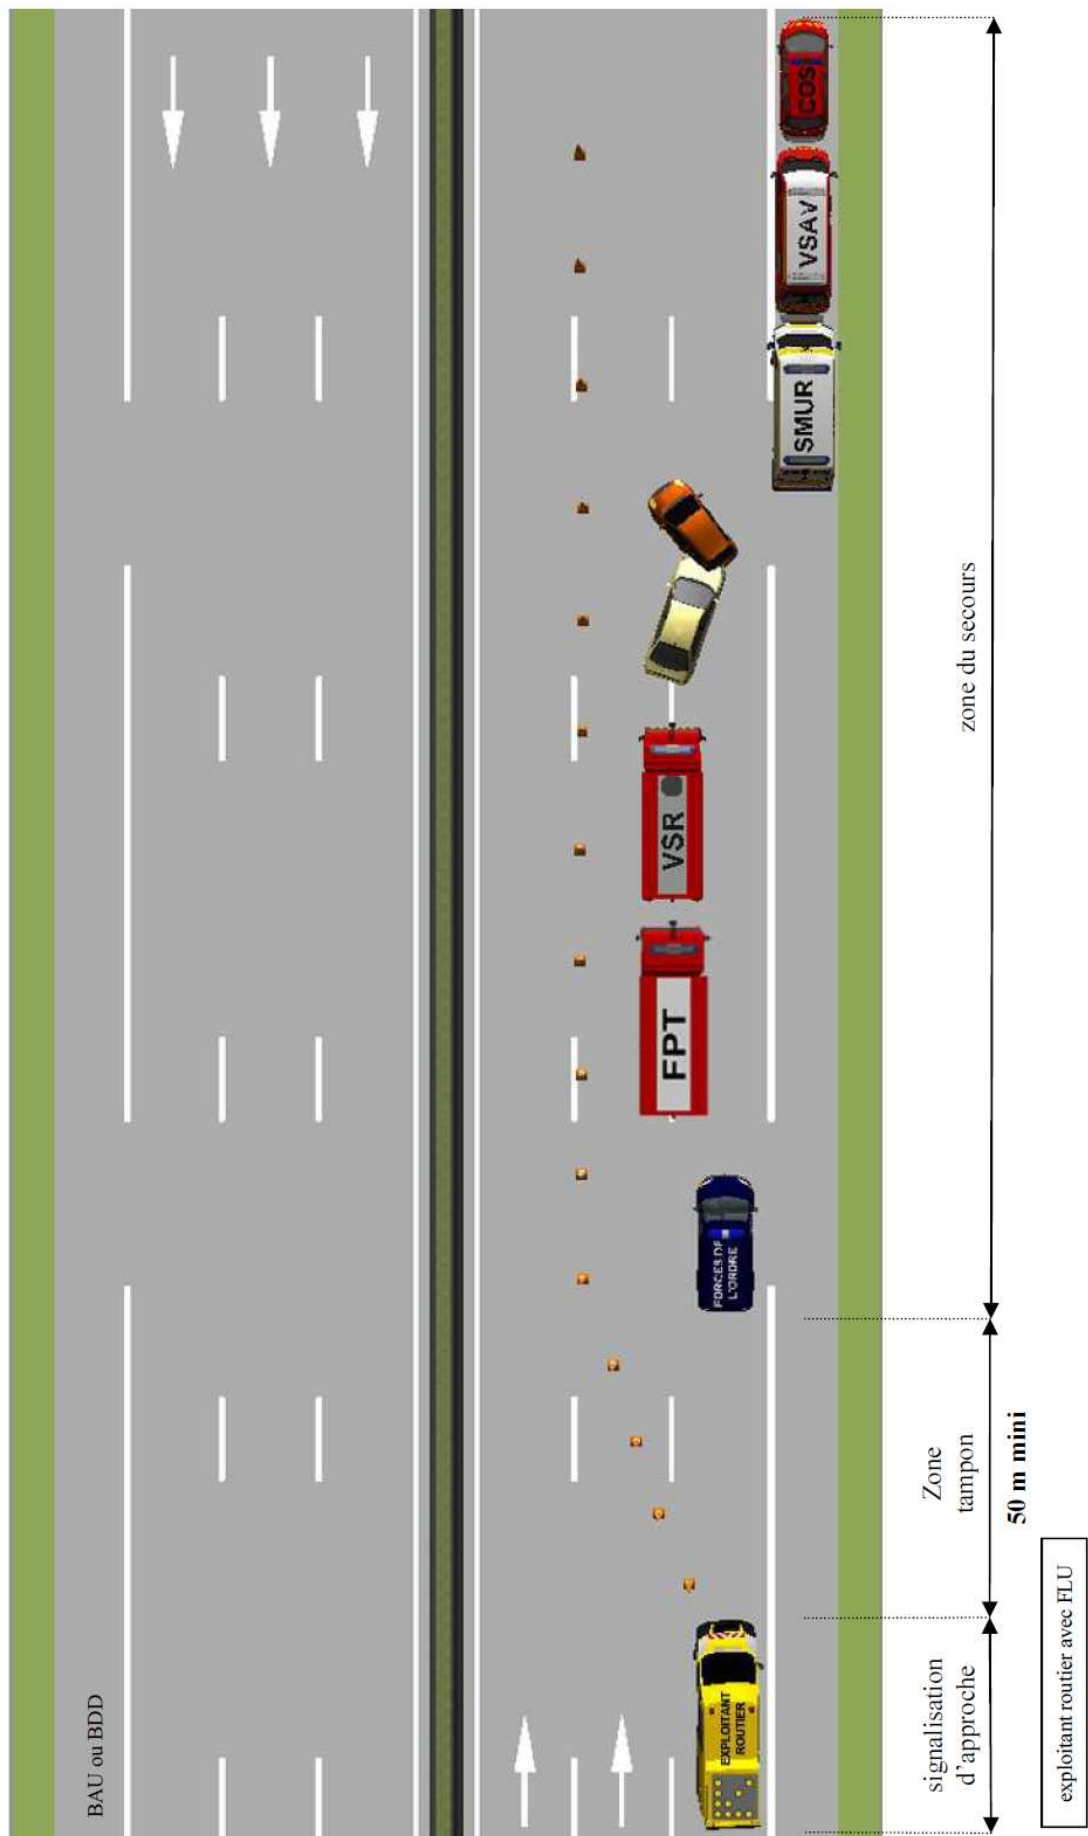 BAU ou BDD
COS
VSAV
SMUR
VSR
FPT
FORCES DE
L'ORDRE
EXPLOITANT
ROUTIER
zone du secours
Zone
tampon
50 m mini
signalisation
d'approche
exploitant routier avec FLU